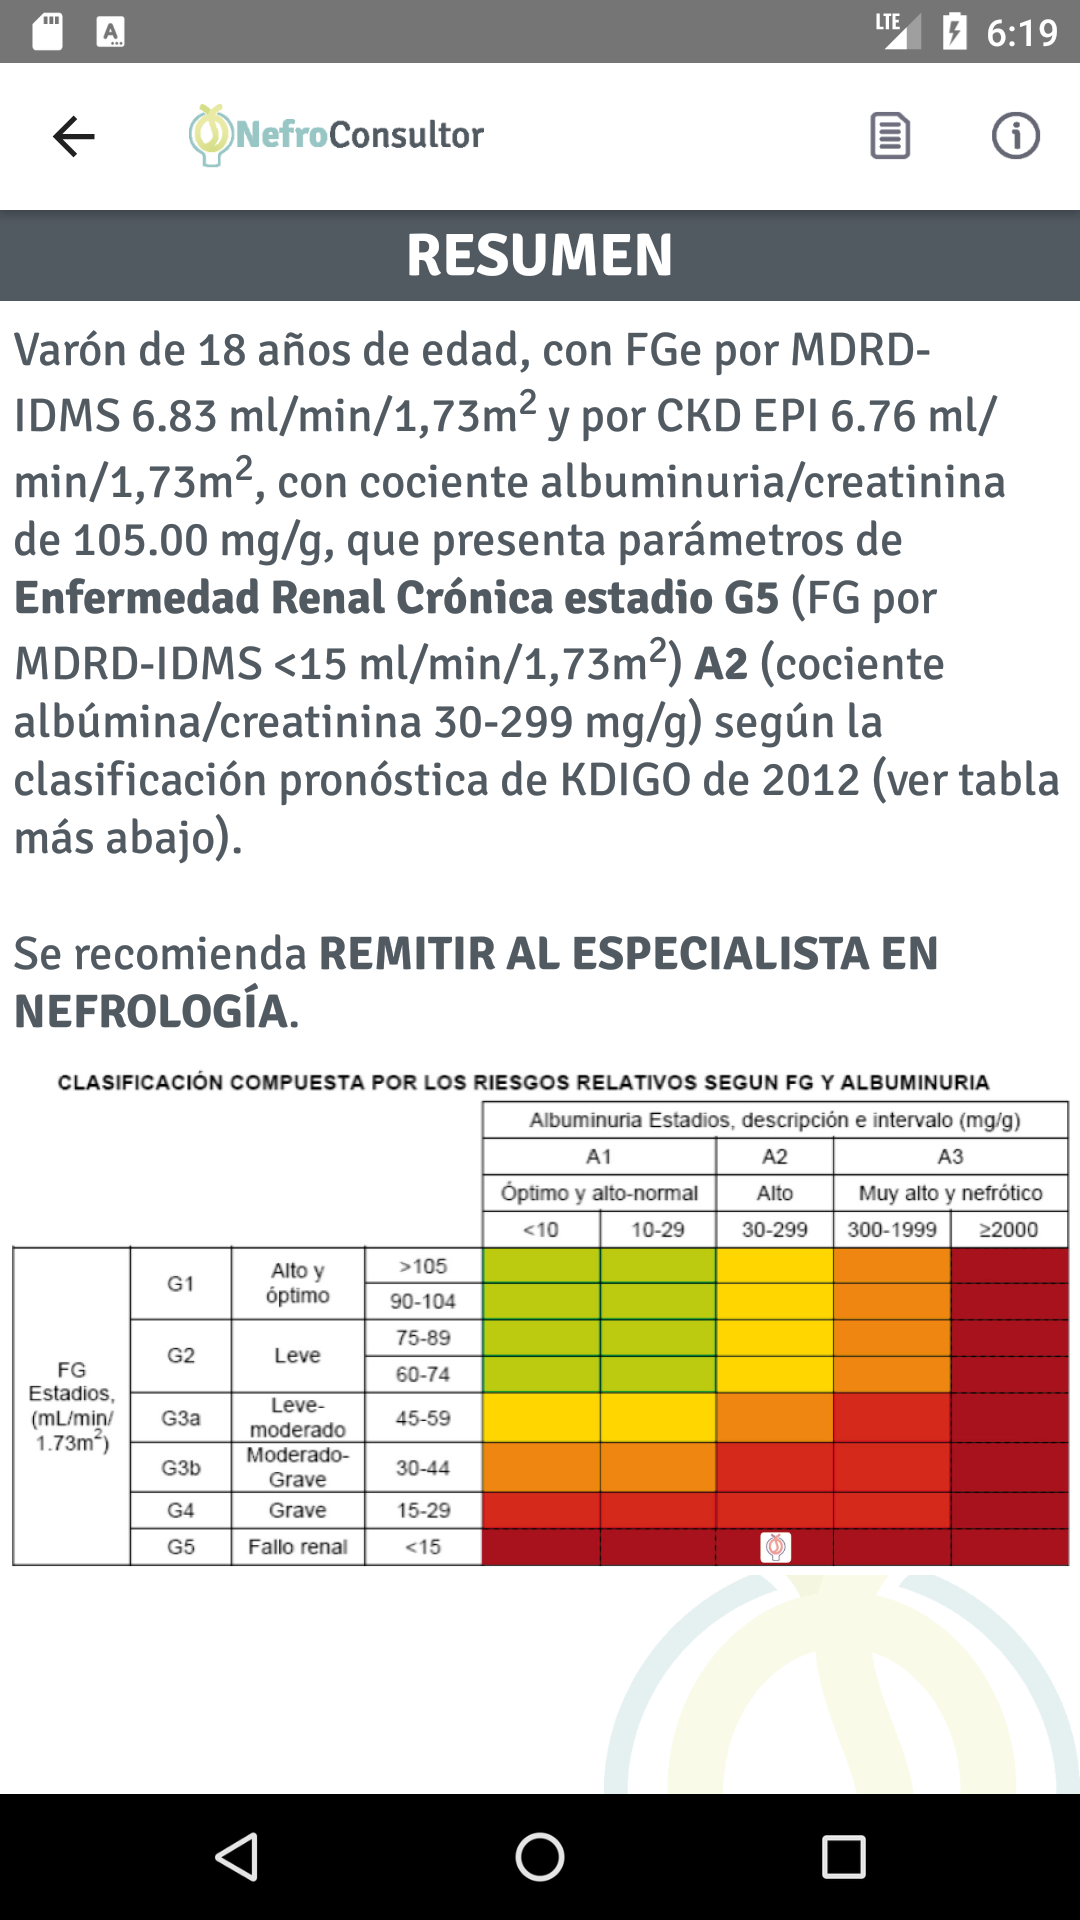 LTE 6:19
NefroConsultor
RESUMEN
Varón de 18 años de edad, con FGe por MDRD-
IDMS 6.83 ml/min/1,73m² y por CKD EPI 6.76 ml/
min/1,73m², con cociente albuminuria/creatinina
de 105.00 mg/g, que presenta parámetros de
Enfermedad Renal Crónica estadio G5 (FG por
MDRD-IDMS <15 ml/min/1,73m²) A2 (cociente
albúmina/creatinina 30-299 mg/g) según la
clasificación pronóstica de KDIGO de 2012 (ver tabla
más abajo).
Se recomienda REMITIR AL ESPECIALISTA EN
NEFROLOGÍA.
CLASIFICACIÓN COMPUESTA POR LOS RIESGOS RELATIVOS SEGUN FG Y ALBUMINURIA
Albuminuria Estadios, descripción e intervalo (mg/g)
A1 A2 A3
Óptimo y alto-normal Alto Muy alto y nefrótico
<10 10-29 30-299 300-1999 ≥2000
FG
Estadios,
(mL/min/
1.73m²)
G1 Alto y
óptimo
>105
90-104
G2 Leve
75-89
60-74
G3a Leve-
moderado
45-59
G3b Moderado-
Grave
30-44
G4 Grave 15-29
G5 Fallo renal <15